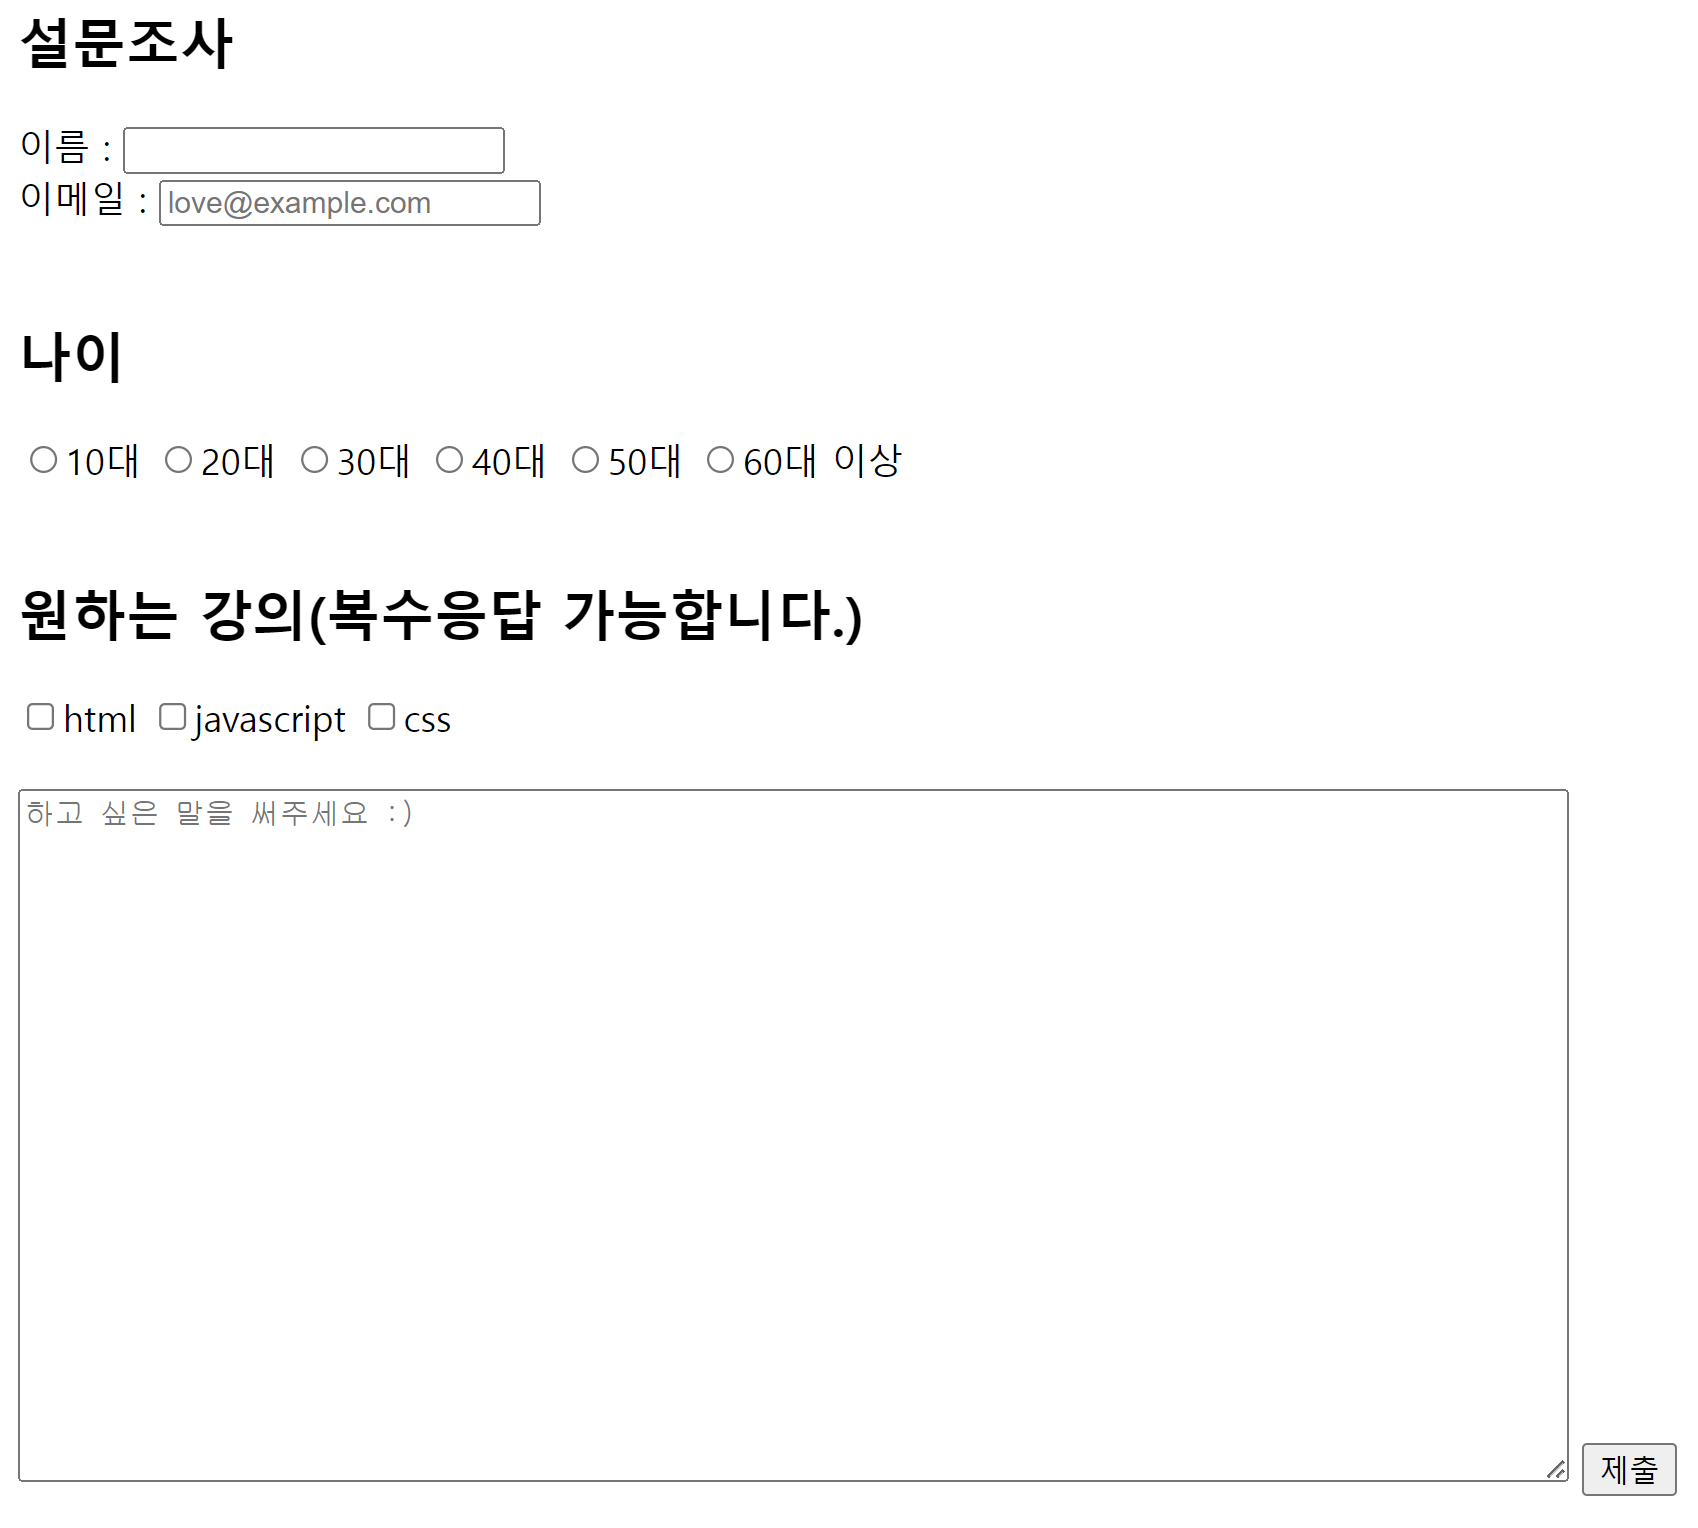 설문조사
이름 :
이메일 : love@example.com
나이
10대 20대 30대 40대 50대 60대 이상
원하는 강의(복수응답 가능합니다.)
html javascript css
하고 싶은 말을 써주세요 :)
제출